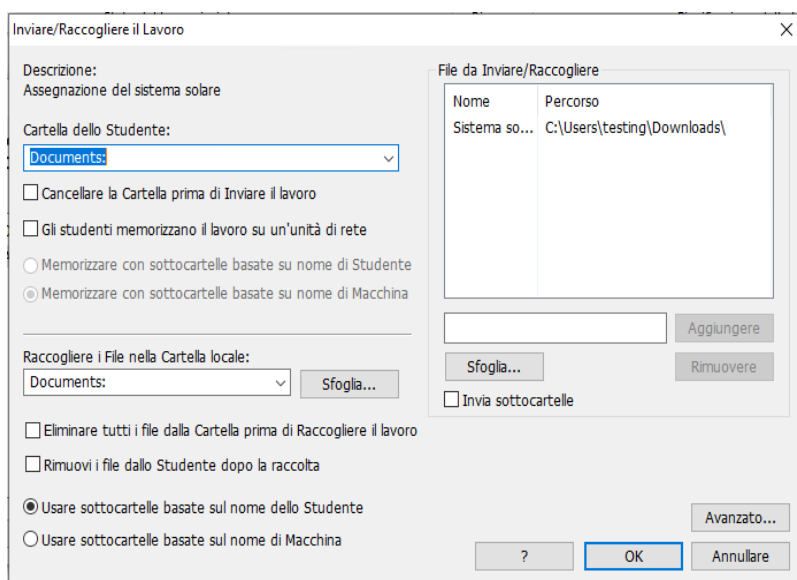 Inviare/Raccogliere il Lavoro
Descrizione:
Assegnazione del sistema solare
Cartella dello Studente:
Documents:
Cancellare la Cartella prima di Inviare il lavoro
Gli studenti memorizzano il lavoro su un'unità di rete
Memorizzare con sottocartelle basate su nome di Studente
Memorizzare con sottocartelle basate su nome di Macchina
Raccogliere i File nella Cartella locale:
Documents:
Sfoglia...
Eliminare tutti i file dalla Cartella prima di Raccogliere il lavoro
Rimuovi i file dallo Studente dopo la raccolta
Usare sottocartelle basate sul nome dello Studente
Usare sottocartelle basate sul nome di Macchina
File da Inviare/Raccogliere
Nome Percorso
Sistema so... C:\Users\testing\Downloads\
Aggiungere
Sfoglia... Rimuovere
Invia sottocartelle
Avanzato...
? OK Annullare